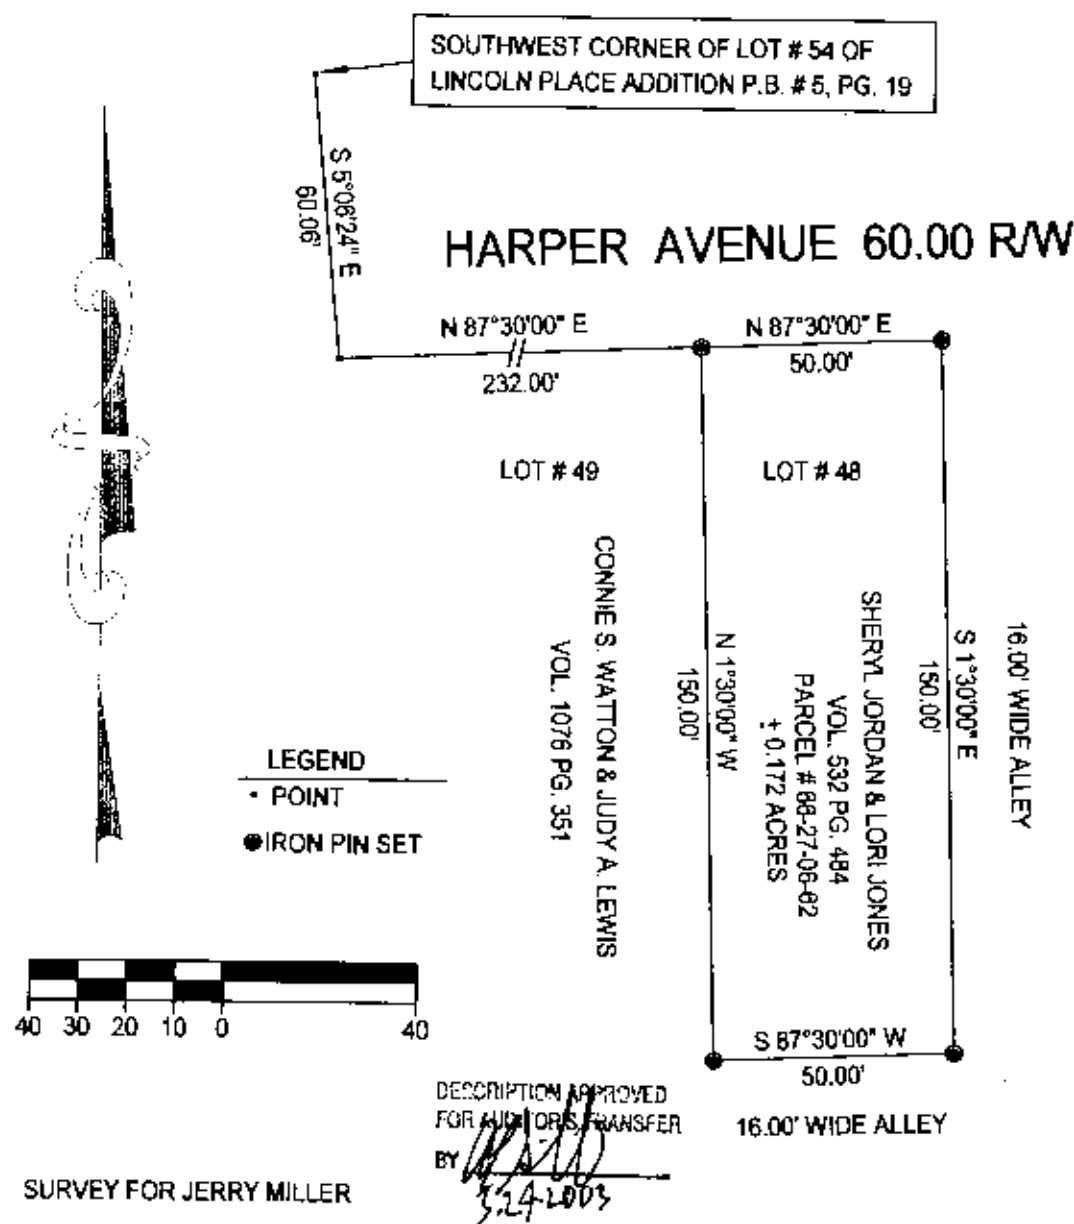 SOUTHWEST CORNER OF LOT # 54 OF
LINCOLN PLACE ADDITION P.B. # 5, PG. 19
S 5°06'24" E
60.06'
HARPER AVENUE 60.00 R/W
N 87°30'00" E
232.00'
N 87°30'00" E
50.00'
LOT # 49
LOT # 48
CONNIE S. WATTON & JUDY A. LEWIS
VOL. 1076 PG. 351
N 1°30'00" W
150.00'
SHERYL JORDAN & LORI JONES
VOL. 532 PG. 484
PARCEL # 68-27-06-62
± 0.172 ACRES
S 1°30'00" E
150.00'
16.00' WIDE ALLEY
LEGEND
POINT
IRON PIN SET
40 30 20 10 0 40
S 87°30'00" W
50.00'
16.00' WIDE ALLEY
DESCRIPTION APPROVED
FOR AUDITORS TRANSFER
BY
3-24-2003
SURVEY FOR JERRY MILLER